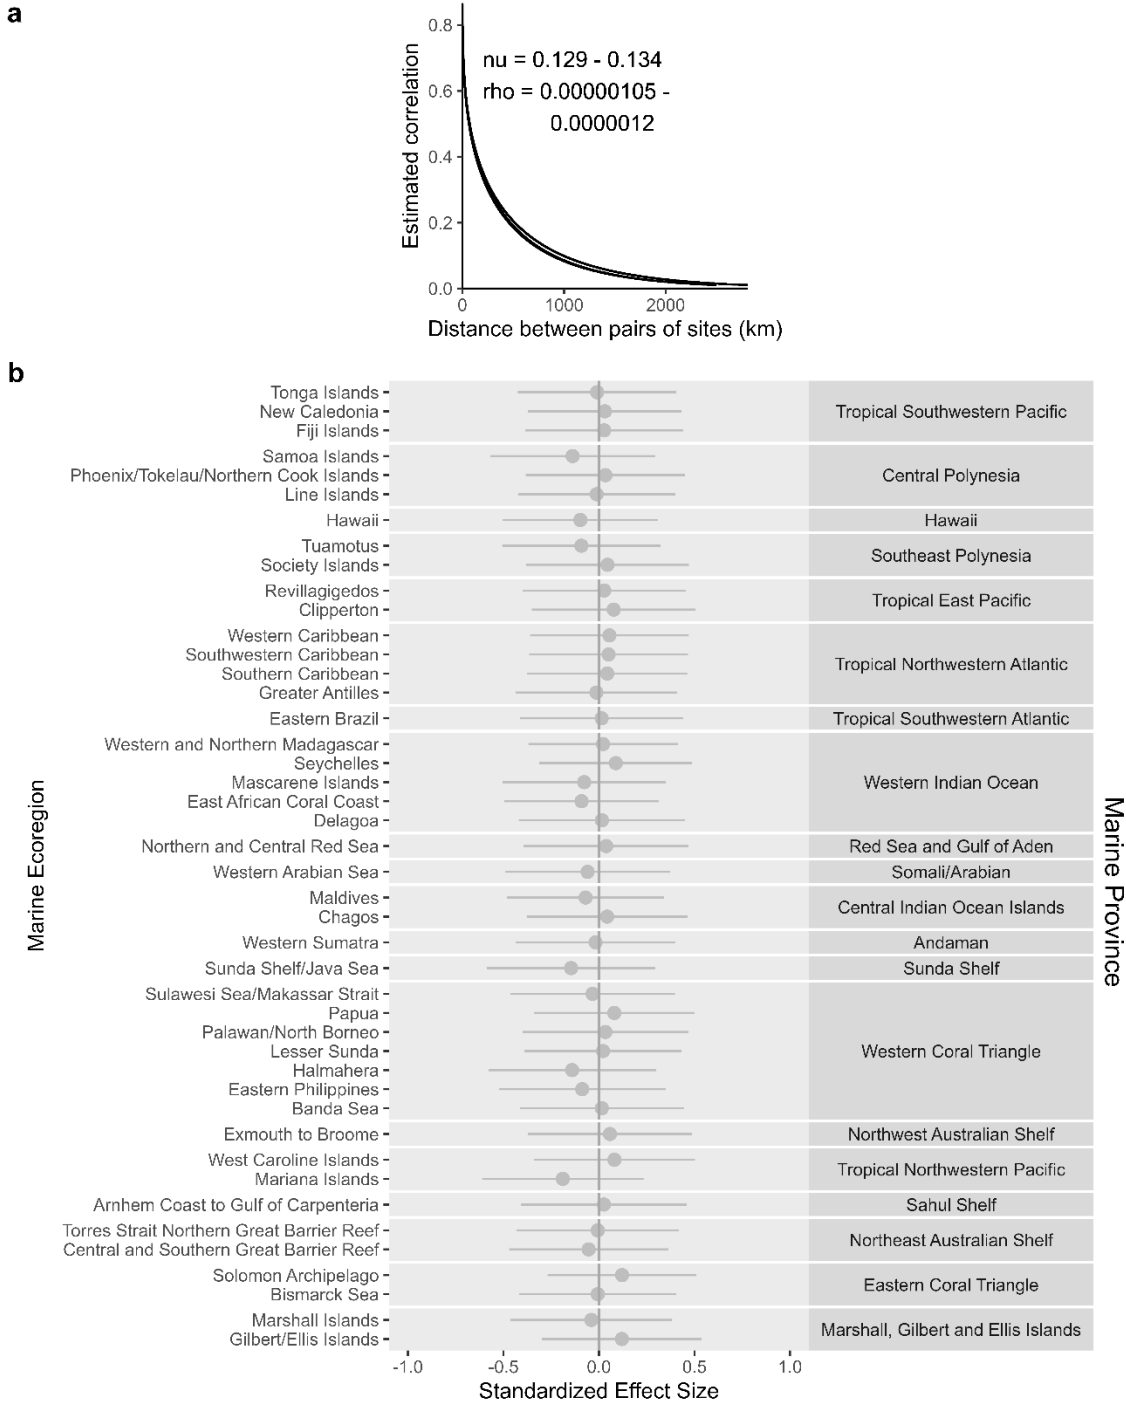 a
0.8
0.6
0.4
0.2
0.0
Estimated correlation
nu = 0.129 - 0.134
rho = 0.00000105 -
0.0000012
0 1000 2000
Distance between pairs of sites (km)
b
Marine Ecoregion
Tonga Islands
New Caledonia
Fiji Islands
Tropical Southwestern Pacific
Samoa Islands
Phoenix/Tokelau/Northern Cook Islands
Line Islands
Central Polynesia
Hawaii
Hawaii
Tuamotus
Society Islands
Southeast Polynesia
Revillagigedos
Clipperton
Tropical East Pacific
Western Caribbean
Southwestern Caribbean
Southern Caribbean
Greater Antilles
Tropical Northwestern Atlantic
Eastern Brazil
Tropical Southwestern Atlantic
Western and Northern Madagascar
Seychelles
Mascarene Islands
East African Coral Coast
Delagoa
Western Indian Ocean
Northern and Central Red Sea
Red Sea and Gulf of Aden
Western Arabian Sea
Somali/Arabian
Maldives
Chagos
Central Indian Ocean Islands
Western Sumatra
Andaman
Sunda Shelf/Java Sea
Sunda Shelf
Sulawesi Sea/Makassar Strait
Papua
Palawan/North Borneo
Lesser Sunda
Halmahera
Eastern Philippines
Banda Sea
Western Coral Triangle
Exmouth to Broome
Northwest Australian Shelf
West Caroline Islands
Mariana Islands
Tropical Northwestern Pacific
Arnhem Coast to Gulf of Carpenteria
Sahul Shelf
Torres Strait Northern Great Barrier Reef
Central and Southern Great Barrier Reef
Northeast Australian Shelf
Solomon Archipelago
Bismarck Sea
Eastern Coral Triangle
Marshall Islands
Gilbert/Ellis Islands
Marshall, Gilbert and Ellis Islands
Marine Province
-1.0 -0.5 0.0 0.5 1.0
Standardized Effect Size